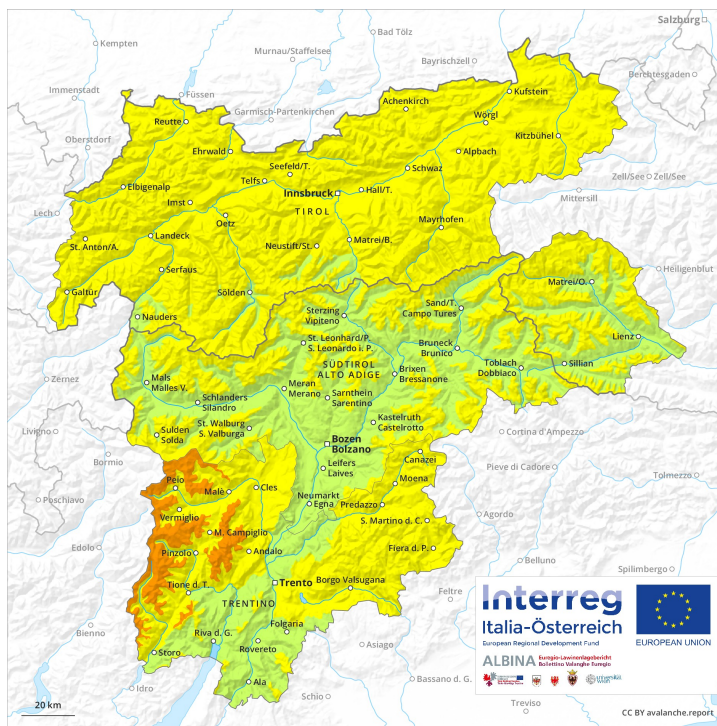 Salzburg
Kempten
Bad Tölz
Murnau/Staffelsee
Bayrischzell
Berchtesgaden
Immenstadt
Füssen
Garmisch-Partenkirchen
Achenkirch
Kufstein
Reutte
Wörgl
Oberstdorf
Ehrwald
Kitzbühel
Seefeld/T.
Alpbach
Telfs
Schwaz
Zell/See
Zell/See
Elbigenalp
Innsbruck
Hall/T.
Mittersill
Lech
Imst
TIROL
Oetz
Mayrhofen
St. Anton/A.
Landeck
Neustift/St.
Matrei/B.
Serfaus
Heiligenblut
Galtür
Sölden
Matrei/O.
Nauders
Sterzing
Vipiteno
Sand/T.
Campo Tures
Lienz
St. Leonhard/P.
S. Leonardo i. P.
Bruneck
Brunico
SÜDTIROL
ALTO ADIGE
Toblach
Dobbiaco
Sillian
Zernez
Mals
Malles V.
Meran
Merano
Brixen
Bressanone
Schlanders
Silandro
Sarnthein
Sarentino
St. Walburg
S. Valburga
Kastelruth
Castelrotto
Livigno
Sulden
Solda
Bozen
Bolzano
Cortina d'Ampezzo
Bormio
Canazei
Pieve di Cadore
Leifers
Laives
Tolmezzo
Poschiavo
Peio
Malè
Cles
Moena
Neumarkt
Egna
Predazzo
Vermiglio
Agordo
M. Campiglio
S. Martino d. C.
Edolo
Pinzolo
Andalo
Fiera d. P.
Belluno
Spilimbergo
Tione d. T.
Trento
Borgo Valsugana
Feltre
TRENTINO
Bienno
Folgaria
Riva d. G.
Rovereto
Asiago
Storo
Bassano d. G.
Ala
Idro
Schio
Treviso
20 km
Interreg
Italia-Österreich
European Regional Development Fund
EUROPEAN UNION
ALBINA
Euregio-Lawinenlagebericht
Bollettino Valanghe Euregio
universität
wien
CC BY avalanche.report